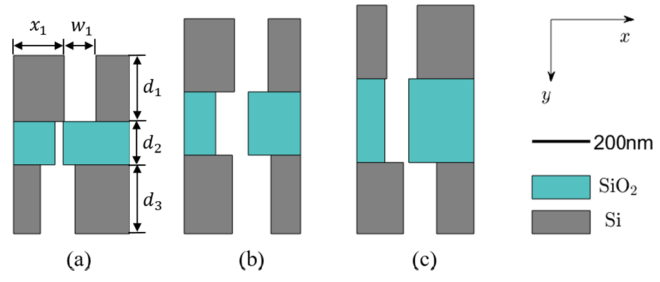 x₁ w₁
d₁
d₂
d₃
x
y
200nm
SiO₂
Si
(a) (b) (c)